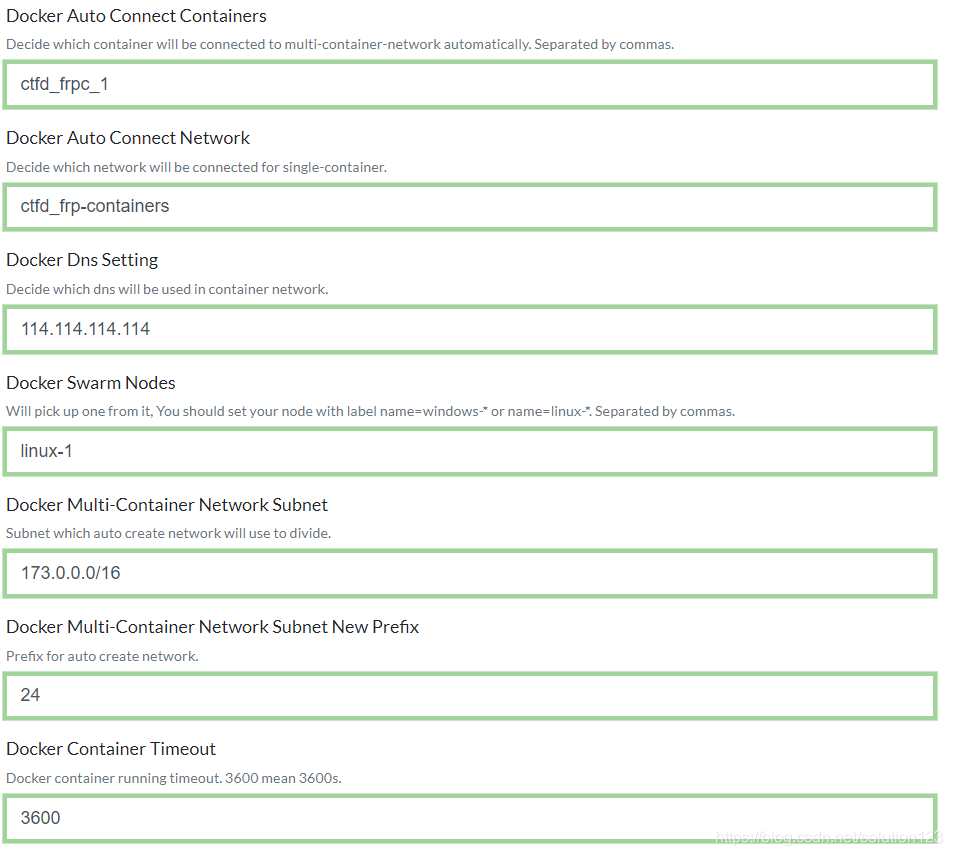 Docker Auto Connect Containers
Decide which container will be connected to multi-container-network automatically. Separated by commas.
ctfd_frpc_1
Docker Auto Connect Network
Decide which network will be connected for single-container.
ctfd_frp-containers
Docker Dns Setting
Decide which dns will be used in container network.
114.114.114.114
Docker Swarm Nodes
Will pick up one from it, You should set your node with label name=windows-* or name=linux-*. Separated by commas.
linux-1
Docker Multi-Container Network Subnet
Subnet which auto create network will use to divide.
173.0.0.0/16
Docker Multi-Container Network Subnet New Prefix
Prefix for auto create network.
24
Docker Container Timeout
Docker container running timeout. 3600 mean 3600s.
3600
https://blog.csdn.net/solution123